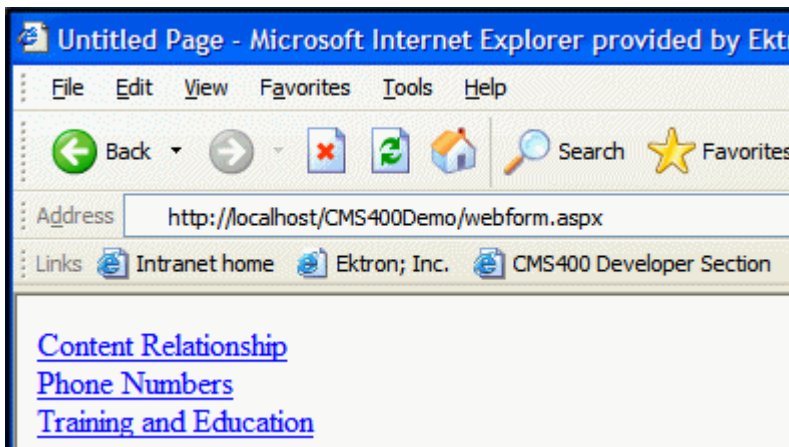 Untitled Page - Microsoft Internet Explorer provided by Ekt
File Edit View Favorites Tools Help
Back Search Favorites
Address http://localhost/CMS400Demo/webform.aspx
Links Intranet home Ektron; Inc. CMS400 Developer Section
Content Relationship
Phone Numbers
Training and Education